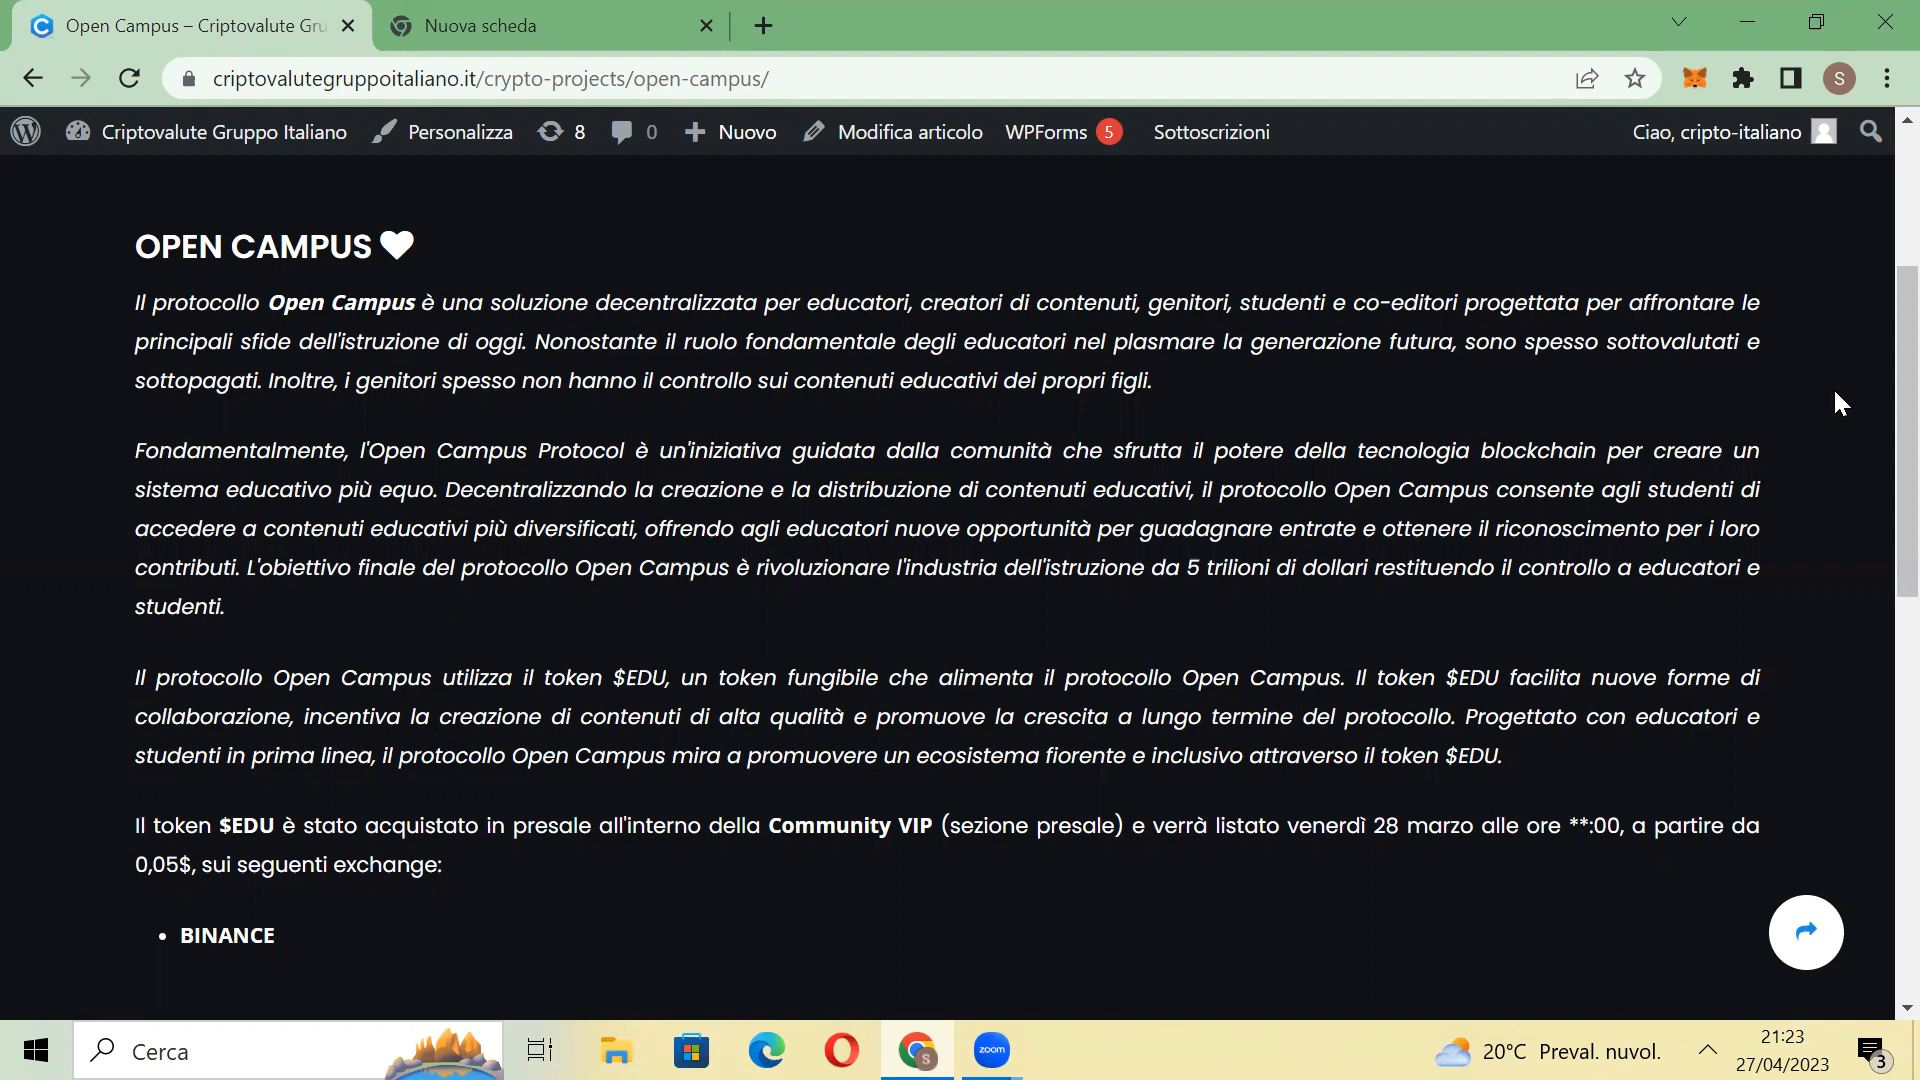 Open Campus – Criptovalute Gru
Nuova scheda
criptovalutegruppoitaliano.it/crypto-projects/open-campus/
S
Criptovalute Gruppo Italiano
Personalizza
8
0
Nuovo
Modifica articolo
WPForms 5
Sottoscrizioni
Ciao, cripto-italiano
OPEN CAMPUS
Il protocollo Open Campus è una soluzione decentralizzata per educatori, creatori di contenuti, genitori, studenti e co-editori progettata per affrontare le
principali sfide dell'istruzione di oggi. Nonostante il ruolo fondamentale degli educatori nel plasmare la generazione futura, sono spesso sottovalutati e
sottopagati. Inoltre, i genitori spesso non hanno il controllo sui contenuti educativi dei propri figli.
Fondamentalmente, l'Open Campus Protocol è un'iniziativa guidata dalla comunità che sfrutta il potere della tecnologia blockchain per creare un
sistema educativo più equo. Decentralizzando la creazione e la distribuzione di contenuti educativi, il protocollo Open Campus consente agli studenti di
accedere a contenuti educativi più diversificati, offrendo agli educatori nuove opportunità per guadagnare entrate e ottenere il riconoscimento per i loro
contributi. L'obiettivo finale del protocollo Open Campus è rivoluzionare l'industria dell'istruzione da 5 trilioni di dollari restituendo il controllo a educatori e
studenti.
Il protocollo Open Campus utilizza il token $EDU, un token fungibile che alimenta il protocollo Open Campus. Il token $EDU facilita nuove forme di
collaborazione, incentiva la creazione di contenuti di alta qualità e promuove la crescita a lungo termine del protocollo. Progettato con educatori e
studenti in prima linea, il protocollo Open Campus mira a promuovere un ecosistema fiorente e inclusivo attraverso il token $EDU.
Il token $EDU è stato acquistato in presale all'interno della Community VIP (sezione presale) e verrà listato venerdì 28 marzo alle ore **:00, a partire da
0,05$, sui seguenti exchange:
• BINANCE
Cerca
S
zoom
20°C Preval. nuvol.
21:23
27/04/2023
3